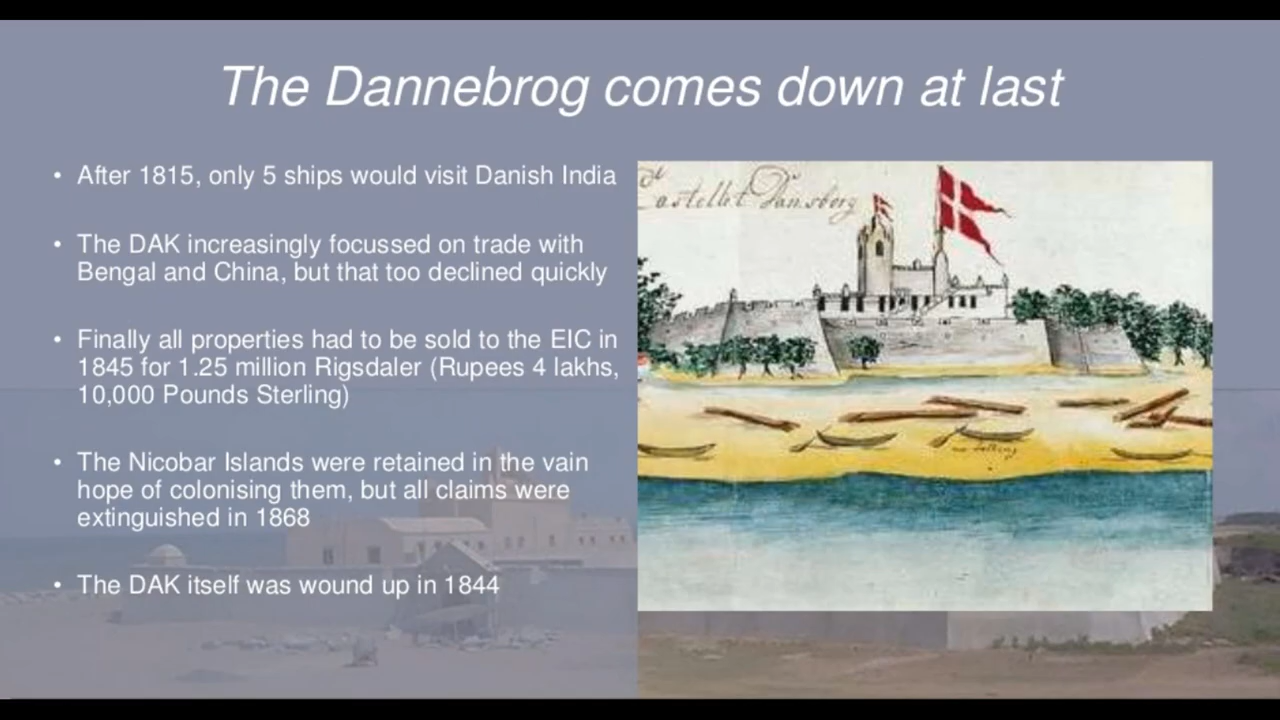 The Dannebrog comes down at last
• After 1815, only 5 ships would visit Danish India
• The DAK increasingly focussed on trade with
Bengal and China, but that too declined quickly
• Finally all properties had to be sold to the EIC in
1845 for 1.25 million Rigsdaler (Rupees 4 lakhs,
10,000 Pounds Sterling)
• The Nicobar Islands were retained in the vain
hope of colonising them, but all claims were
extinguished in 1868
• The DAK itself was wound up in 1844
Dansborg